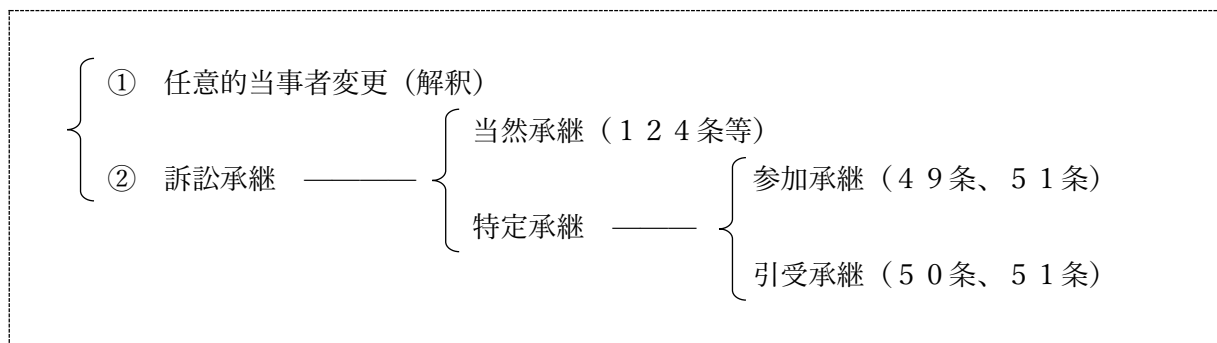 ① 任意的当事者変更（解釈）
当然承継（１２４条等）
② 訴訟承継
参加承継（４９条、５１条）
特定承継
引受承継（５０条、５１条）